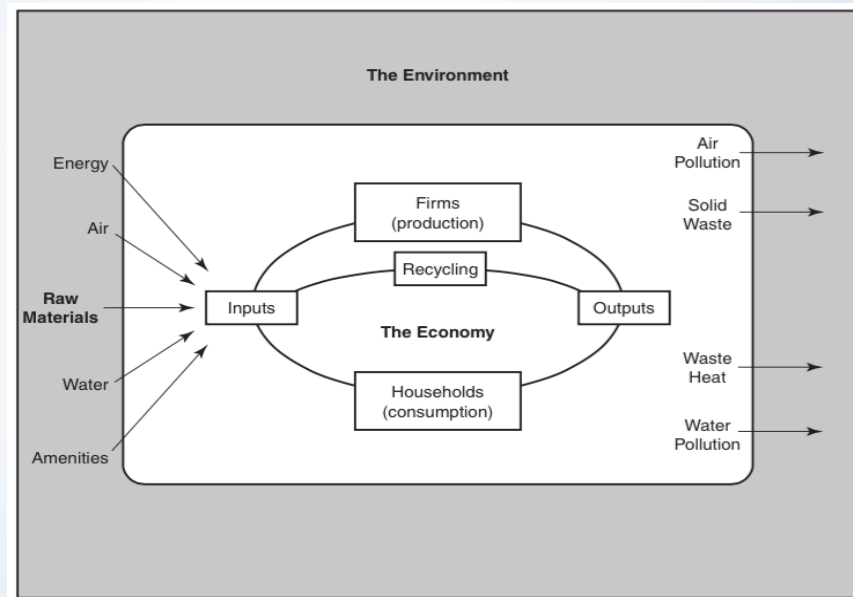 The Environment
Energy
Air
Raw
Materials
Water
Amenities
Inputs
Firms
(production)
Recycling
The Economy
Households
(consumption)
Outputs
Air
Pollution
Solid
Waste
Waste
Heat
Water
Pollution